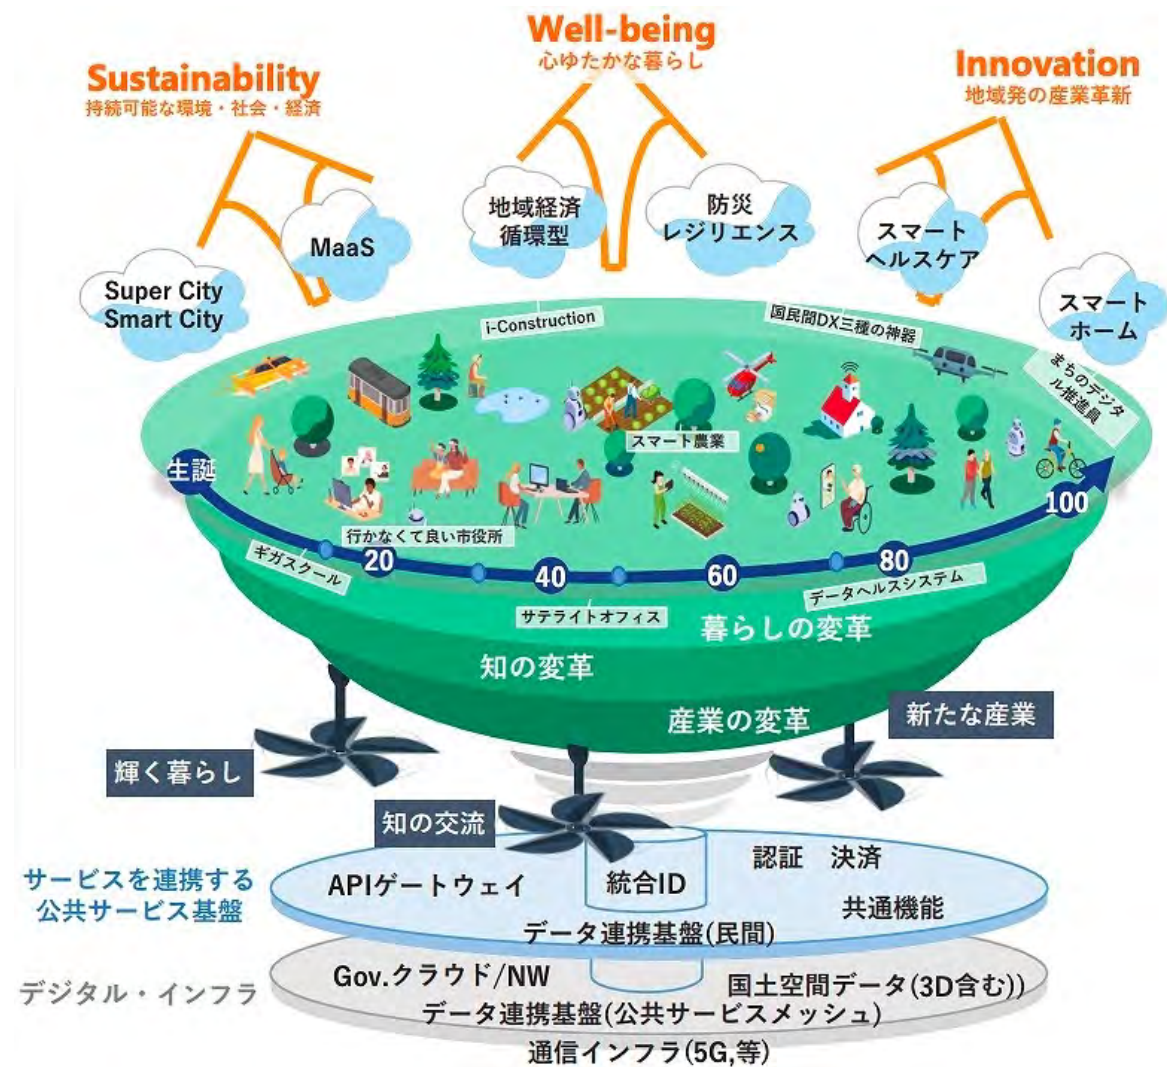 Well-being
心ゆたかな暮らし
Sustainability
持続可能な環境・社会・経済
Innovation
地域発の産業革新
Super City
Smart City
MaaS
地域経済
循環型
防災
レジリエンス
スマート
ヘルスケア
スマート
ホーム
i-Construction
国民間DX三種の神器
まちのデジタ
ル推進員
スマート農業
生誕
行かなくて良い市役所
ギガスクール
20
40
60
80
100
サテライトオフィス
データヘルスシステム
暮らしの変革
知の変革
産業の変革
新たな産業
輝く暮らし
知の交流
サービスを連携する
公共サービス基盤
APIゲートウェイ
統合ID
認証 決済
共通機能
データ連携基盤(民間)
デジタル・インフラ
Gov.クラウド/NW
国土空間データ(3D含む))
データ連携基盤(公共サービスメッシュ)
通信インフラ(5G,等)